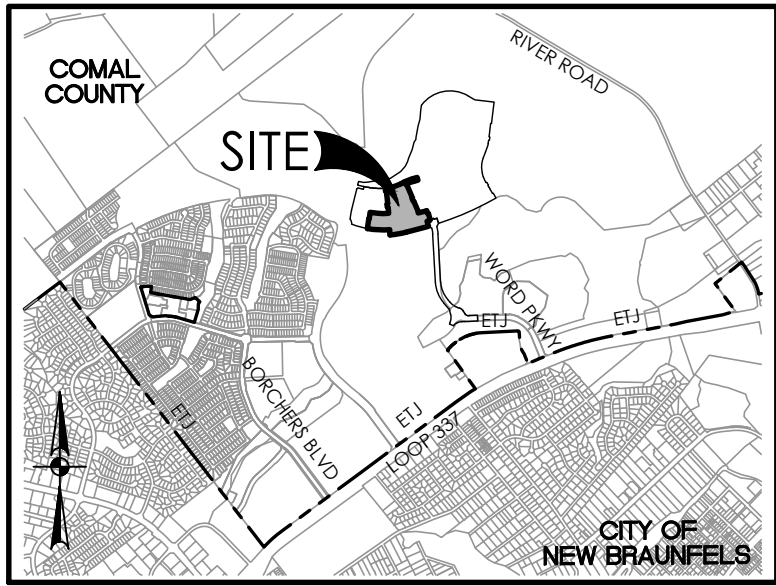 COMAL
COUNTY
RIVER ROAD
SITE
WORD PKWY
ETJ
ETJ
ETJ
BORCHERS BLVD
ETJ
LOOP 337
CITY OF
NEW BRAUNFELS